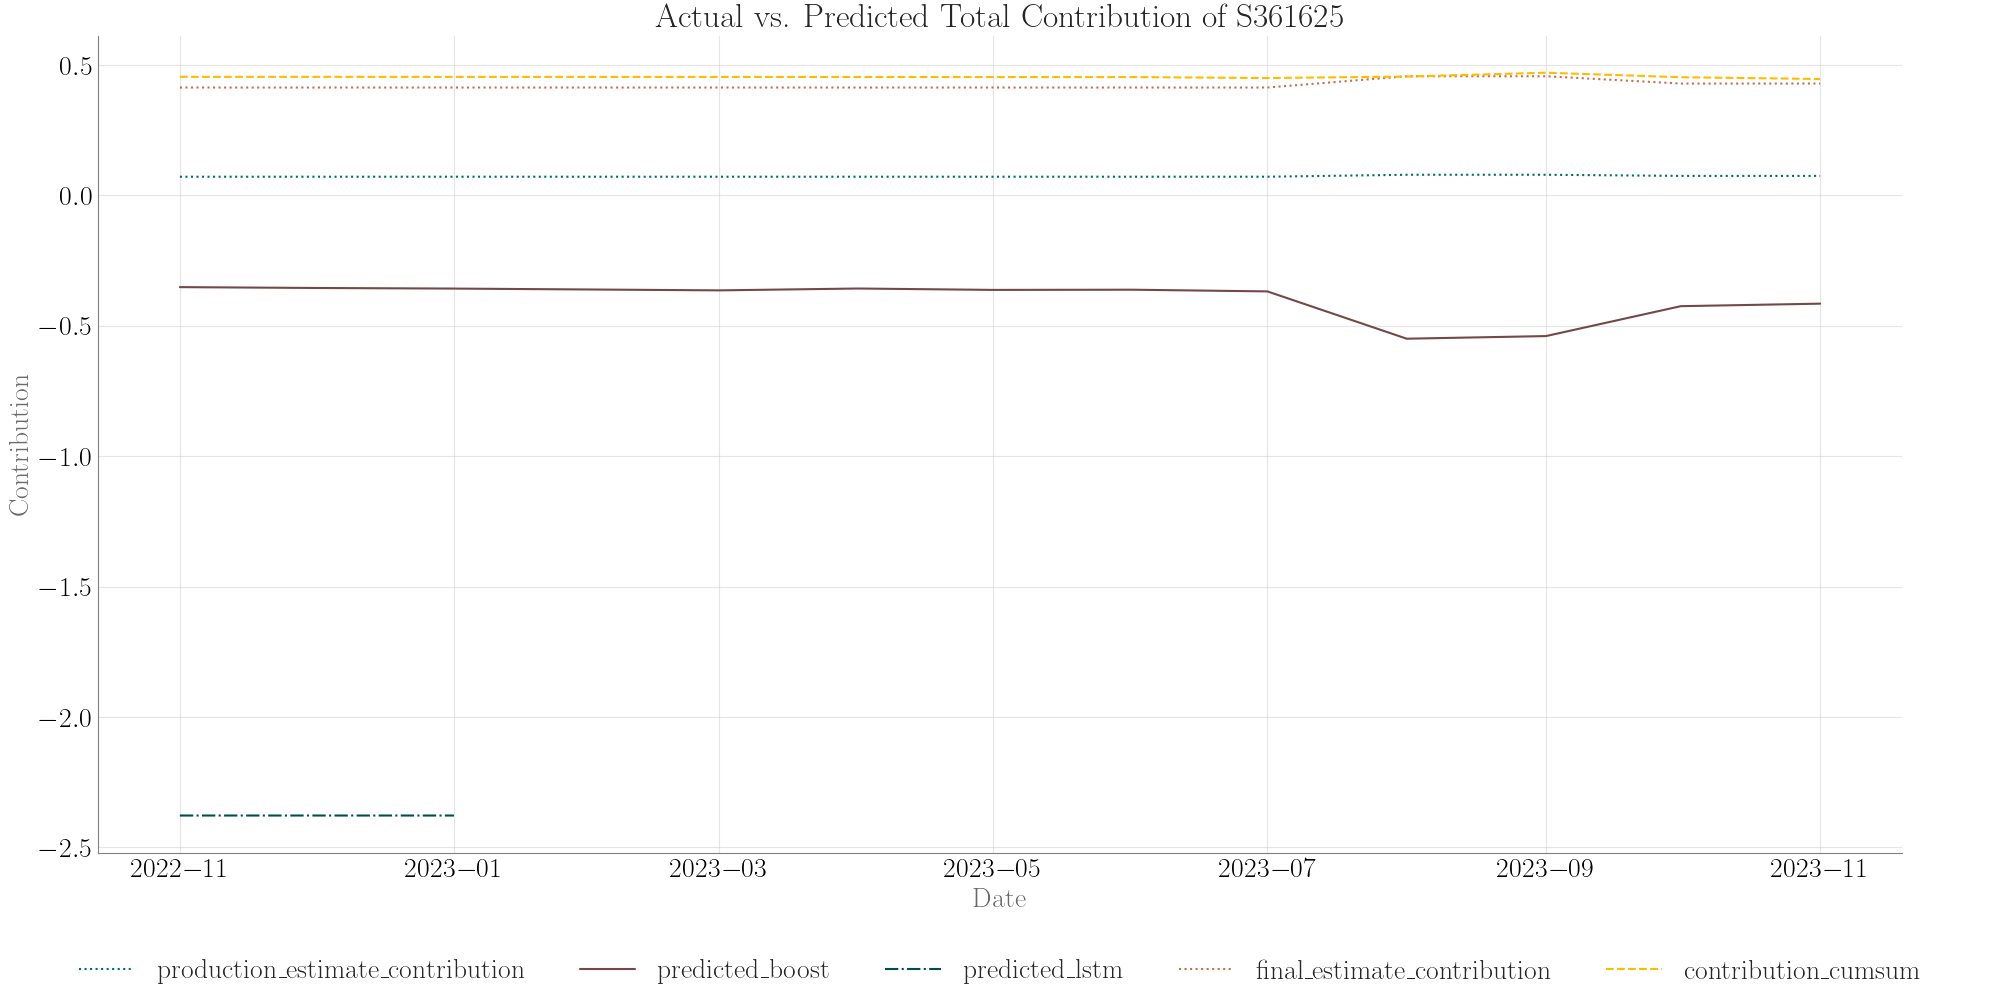 Actual vs. Predicted Total Contribution of S361625
0.5
0.0
−0.5
−1.0
−1.5
−2.0
−2.5
Contribution
2022−11 2023−01 2023−03 2023−05 2023−07 2023−09 2023−11
Date
production_estimate_contribution predicted_boost predicted_lstm final_estimate_contribution contribution_cumsum